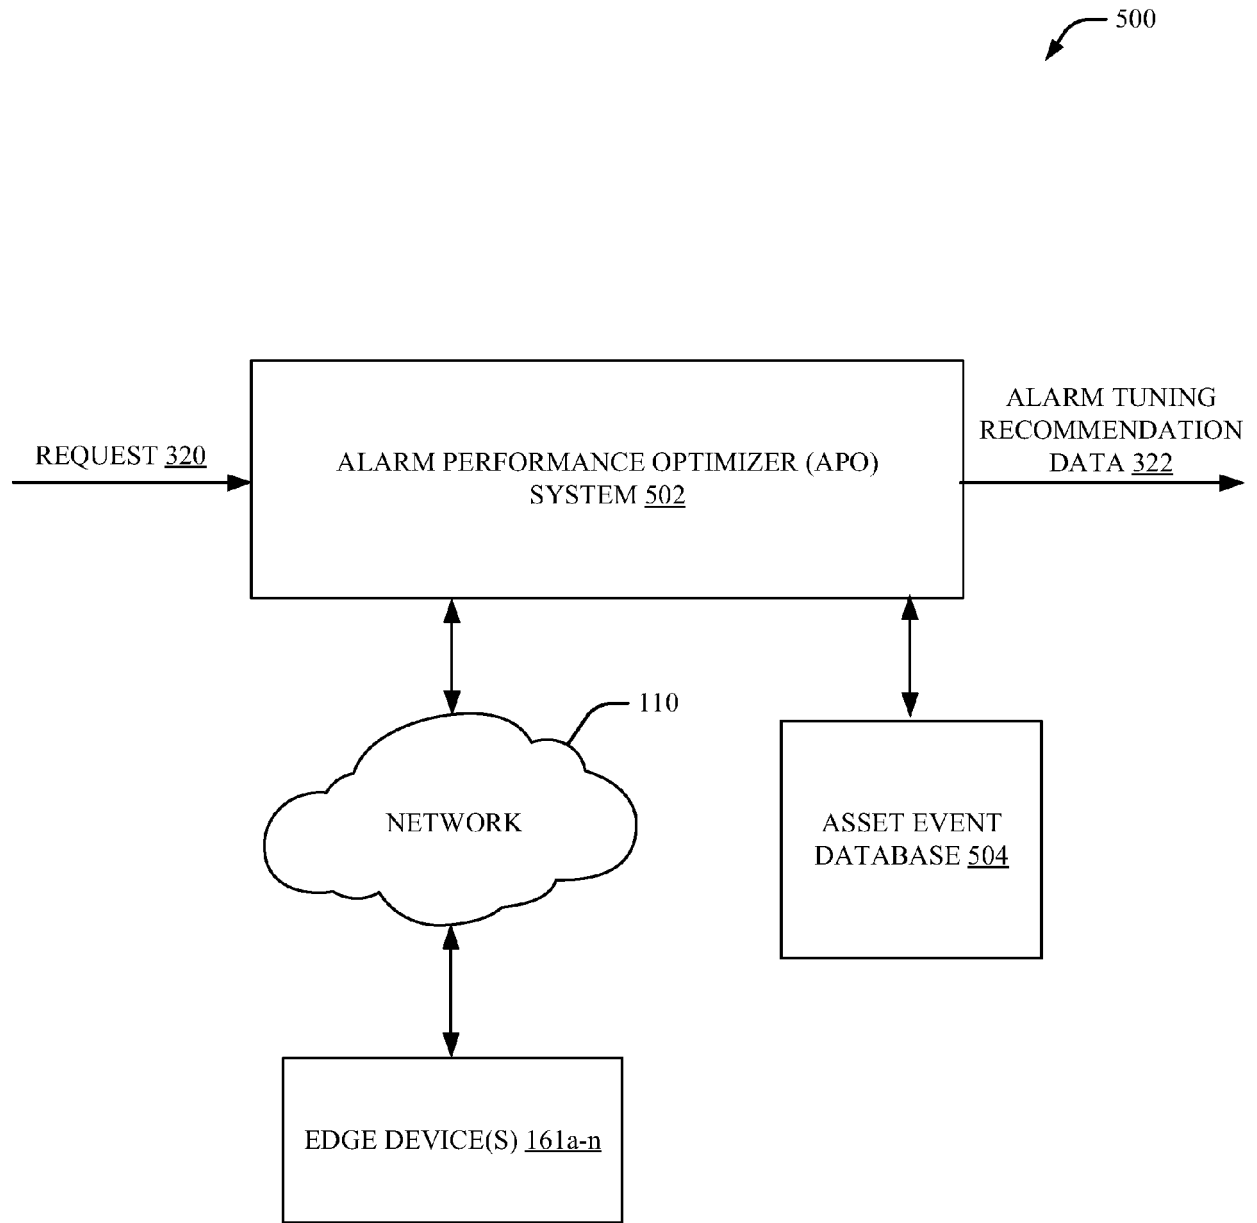 500
ALARM TUNING
RECOMMENDATION
DATA 322
REQUEST 320
ALARM PERFORMANCE OPTIMIZER (APO)
SYSTEM 502
110
NETWORK
ASSET EVENT
DATABASE 504
EDGE DEVICE(S) 161a-n